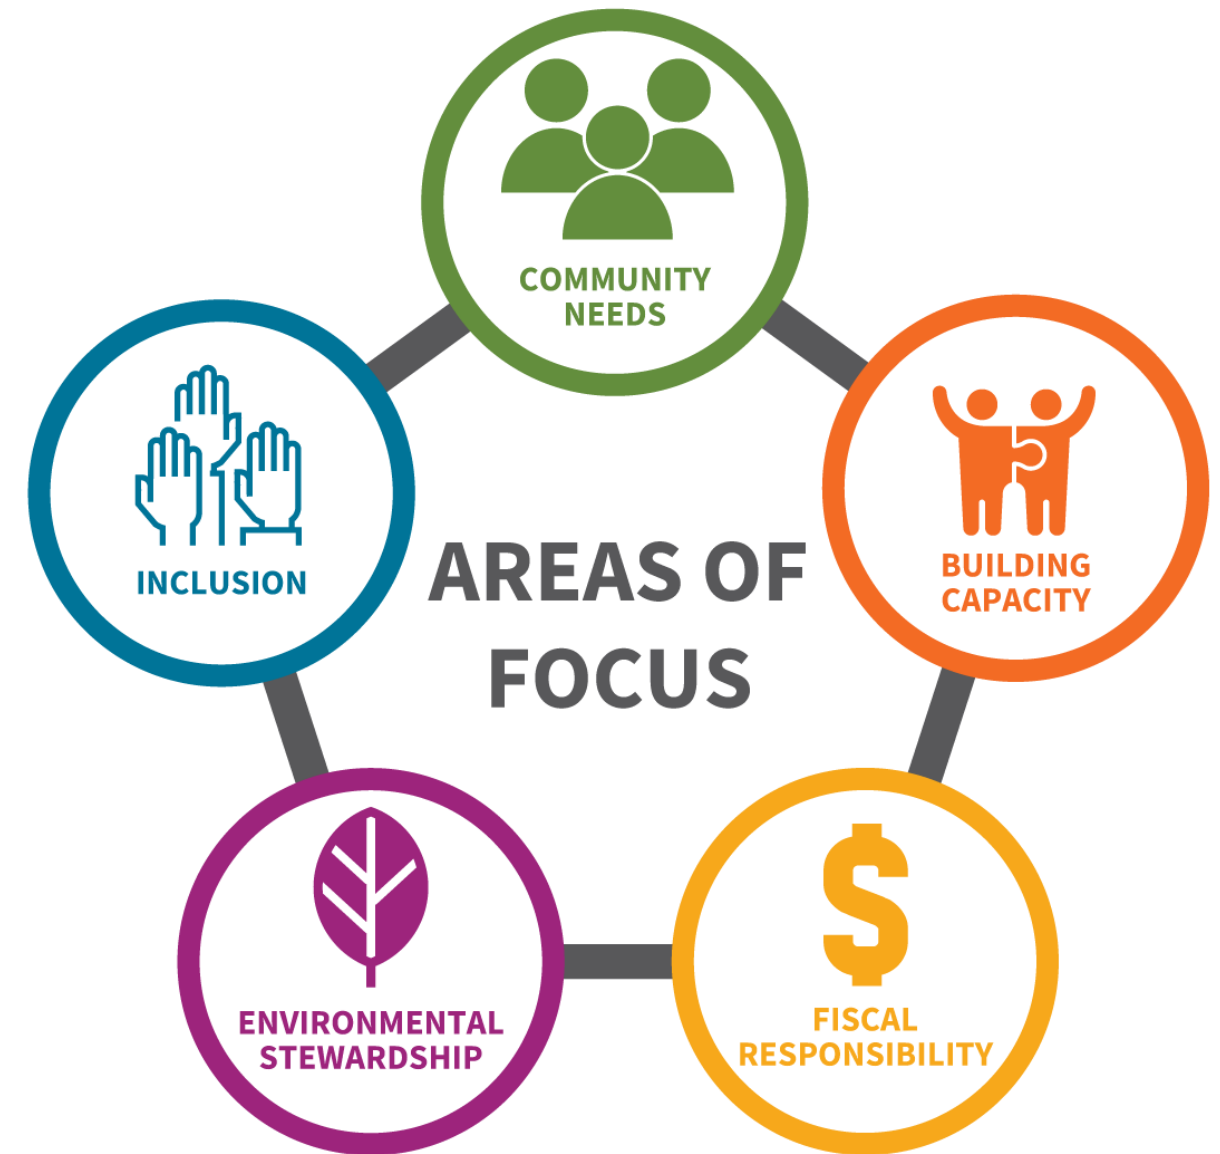 COMMUNITY
NEEDS
BUILDING
CAPACITY
INCLUSION
AREAS OF
FOCUS
ENVIRONMENTAL
STEWARDSHIP
FISCAL
RESPONSIBILITY